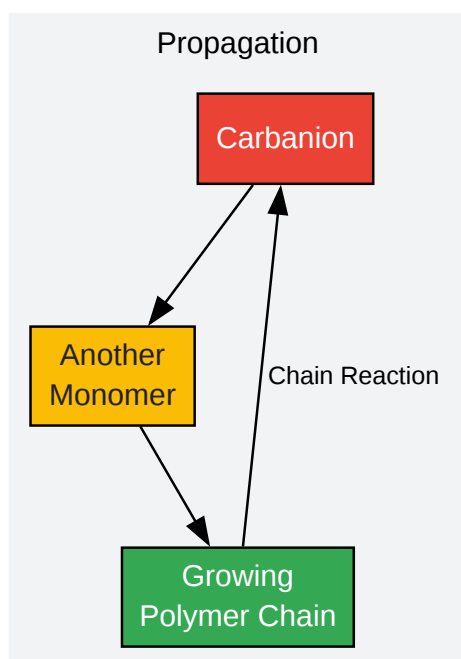 Propagation
Carbanion
Another
Monomer
Chain Reaction
Growing
Polymer Chain